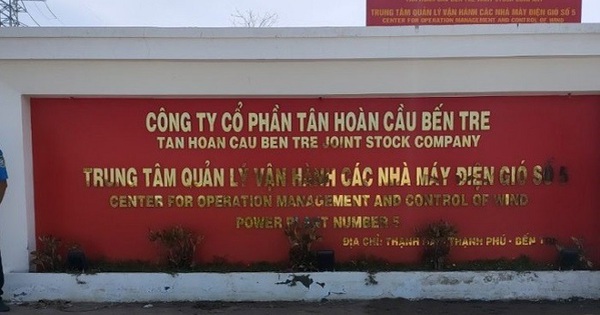 TRUNG TÂM QUẢN LÝ VẬN HÀNH CÁC NHÀ MÁY ĐIỆN GIÓ SỐ 5
CENTER FOR OPERATION MANAGEMENT AND CONTROL OF WIND
CÔNG TY CỔ PHẦN TÂN HOÀN CẦU BẾN TRE
TAN HOAN CAU BEN TRE JOINT STOCK COMPANY
TRUNG TÂM QUẢN LÝ VẬN HÀNH CÁC NHÀ MÁY ĐIỆN GIÓ SỐ 5
CENTER FOR OPERATION MANAGEMENT AND CONTROL OF WIND
POWER PLANT NUMBER 5
ĐỊA CHỈ: THẠNH THẠNH PHÚ - BẾN